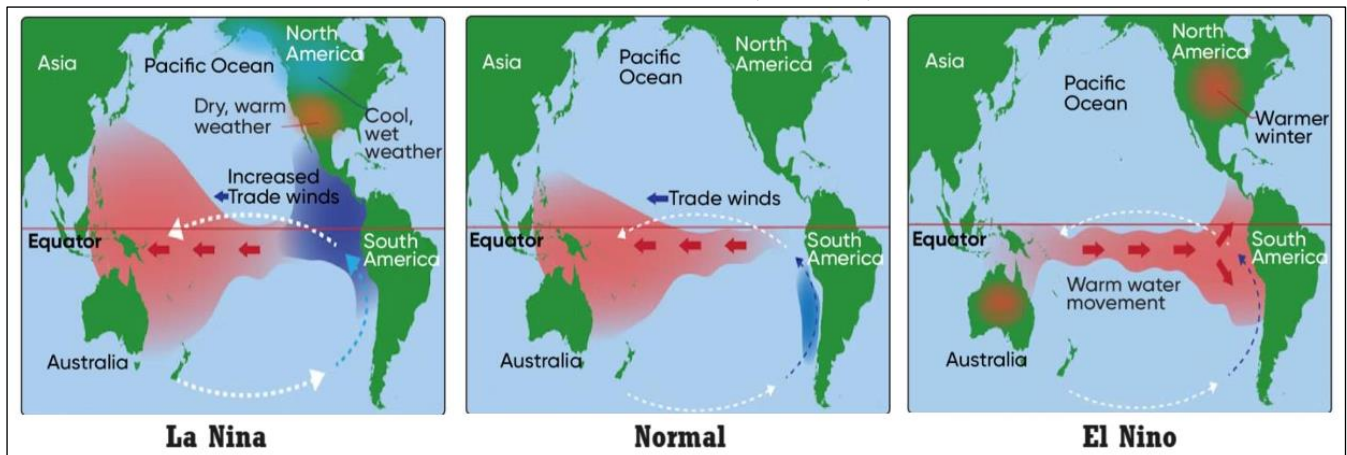 Asia
Pacific Ocean
North
America
Dry, warm
weather
Cool,
wet
weather
Increased
Trade winds
Equator
South
America
Australia
La Nina
Asia
Pacific
Ocean
North
America
Trade winds
Equator
South
America
Australia
Normal
Asia
Pacific
Ocean
North
America
Warmer
winter
Equator
South
America
Warm water
movement
Australia
El Nino